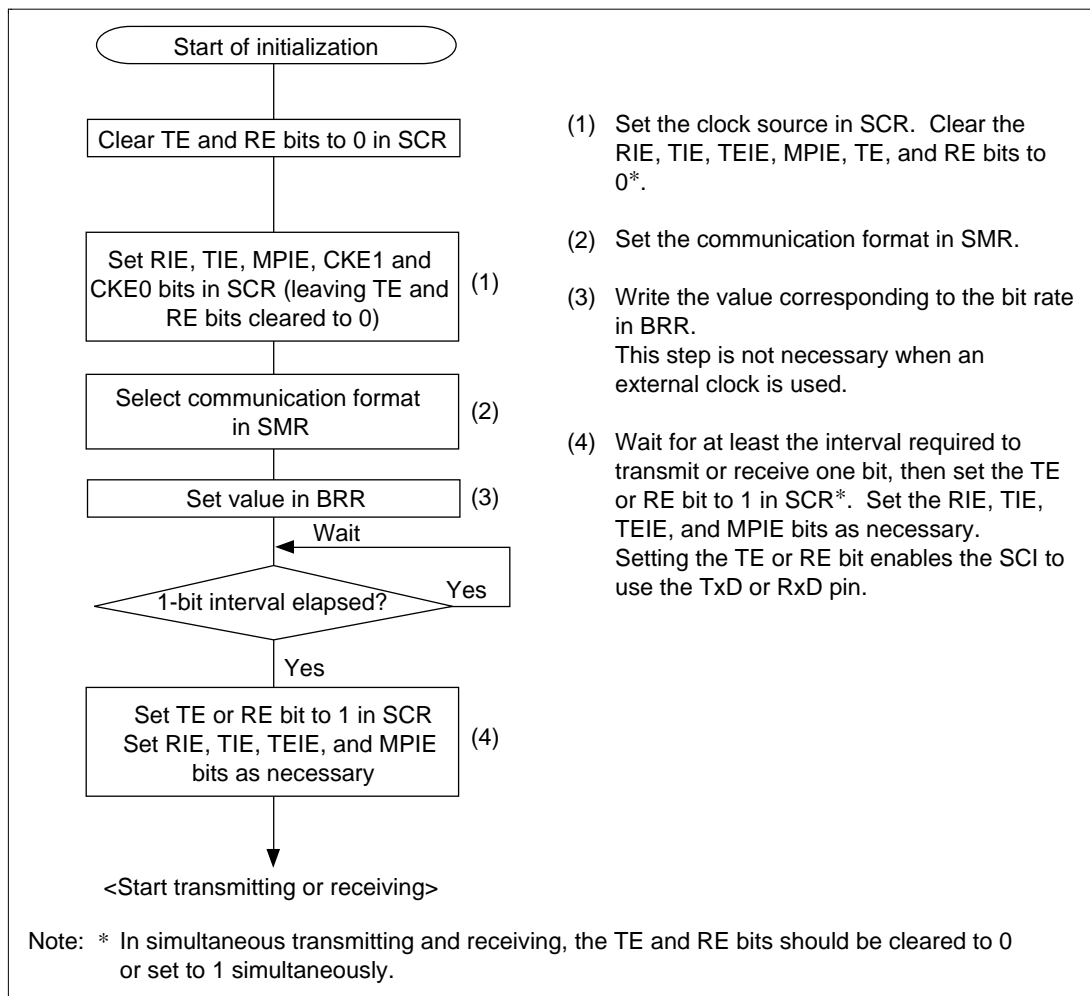 Start of initialization
Clear TE and RE bits to 0 in SCR
Set RIE, TIE, MPIE, CKE1 and
CKE0 bits in SCR (leaving TE and
RE bits cleared to 0)
(1)
Select communication format
in SMR
(2)
Set value in BRR
(3)
Wait
1-bit interval elapsed?
Yes
Yes
Set TE or RE bit to 1 in SCR
Set RIE, TIE, TEIE, and MPIE
bits as necessary
(4)
<Start transmitting or receiving>
(1) Set the clock source in SCR. Clear the
RIE, TIE, TEIE, MPIE, TE, and RE bits to
0*.
(2) Set the communication format in SMR.
(3) Write the value corresponding to the bit rate
in BRR.
This step is not necessary when an
external clock is used.
(4) Wait for at least the interval required to
transmit or receive one bit, then set the TE
or RE bit to 1 in SCR*. Set the RIE, TIE,
TEIE, and MPIE bits as necessary.
Setting the TE or RE bit enables the SCI to
use the TxD or RxD pin.
Note: * In simultaneous transmitting and receiving, the TE and RE bits should be cleared to 0
or set to 1 simultaneously.